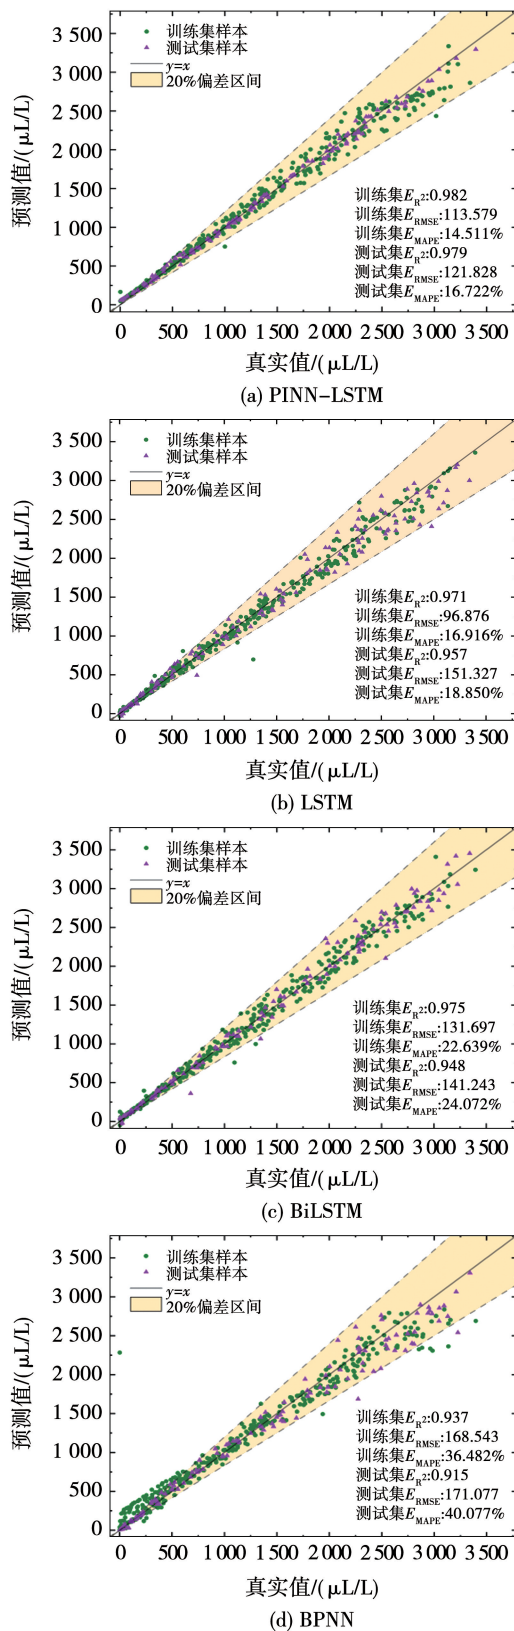 3 500
3 000
2 500
2 000
1 500
1 000
500
0
预测值/(μL/L)
训练集样本
测试集样本
y=x
20%偏差区间
训练集E_R²:0.982
训练集E_RMSE:113.579
训练集E_MAPE:14.511%
测试集E_R²:0.979
测试集E_RMSE:121.828
测试集E_MAPE:16.722%
0 500 1 000 1 500 2 000 2 500 3 000 3 500
真实值/(μL/L)
(a) PINN-LSTM
3 500
3 000
2 500
2 000
1 500
1 000
500
0
预测值/(μL/L)
训练集样本
测试集样本
y=x
20%偏差区间
训练集E_R²:0.971
训练集E_RMSE:96.876
训练集E_MAPE:16.916%
测试集E_R²:0.957
测试集E_RMSE:151.327
测试集E_MAPE:18.850%
0 500 1 000 1 500 2 000 2 500 3 000 3 500
真实值/(μL/L)
(b) LSTM
3 500
3 000
2 500
2 000
1 500
1 000
500
0
预测值/(μL/L)
训练集样本
测试集样本
y=x
20%偏差区间
训练集E_R²:0.975
训练集E_RMSE:131.697
训练集E_MAPE:22.639%
测试集E_R²:0.948
测试集E_RMSE:141.243
测试集E_MAPE:24.072%
0 500 1 000 1 500 2 000 2 500 3 000 3 500
真实值/(μL/L)
(c) BiLSTM
3 500
3 000
2 500
2 000
1 500
1 000
500
0
预测值/(μL/L)
训练集样本
测试集样本
y=x
20%偏差区间
训练集E_R²:0.937
训练集E_RMSE:168.543
训练集E_MAPE:36.482%
测试集E_R²:0.915
测试集E_RMSE:171.077
测试集E_MAPE:40.077%
0 500 1 000 1 500 2 000 2 500 3 000 3 500
真实值/(μL/L)
(d) BPNN